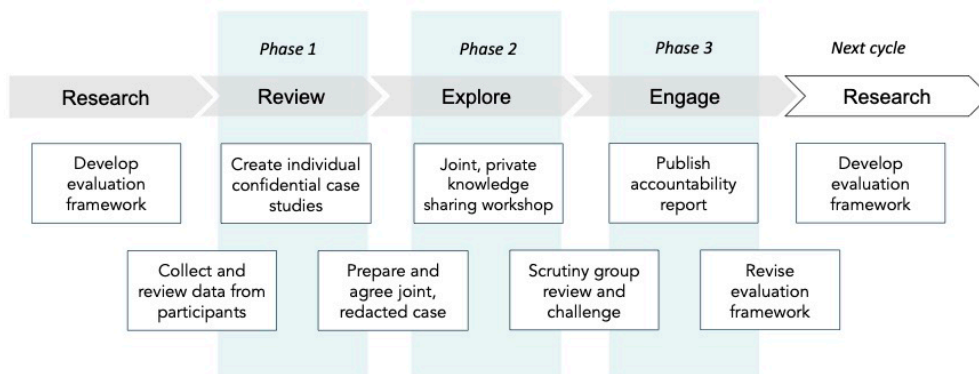 Phase 1
Phase 2
Phase 3
Next cycle
Research
Review
Explore
Engage
Research
Develop
evaluation
framework
Create individual
confidential case
studies
Joint, private
knowledge
sharing workshop
Publish
accountability
report
Develop
evaluation
framework
Collect and
review data from
participants
Prepare and
agree joint,
redacted case
Scrutiny group
review and
challenge
Revise
evaluation
framework